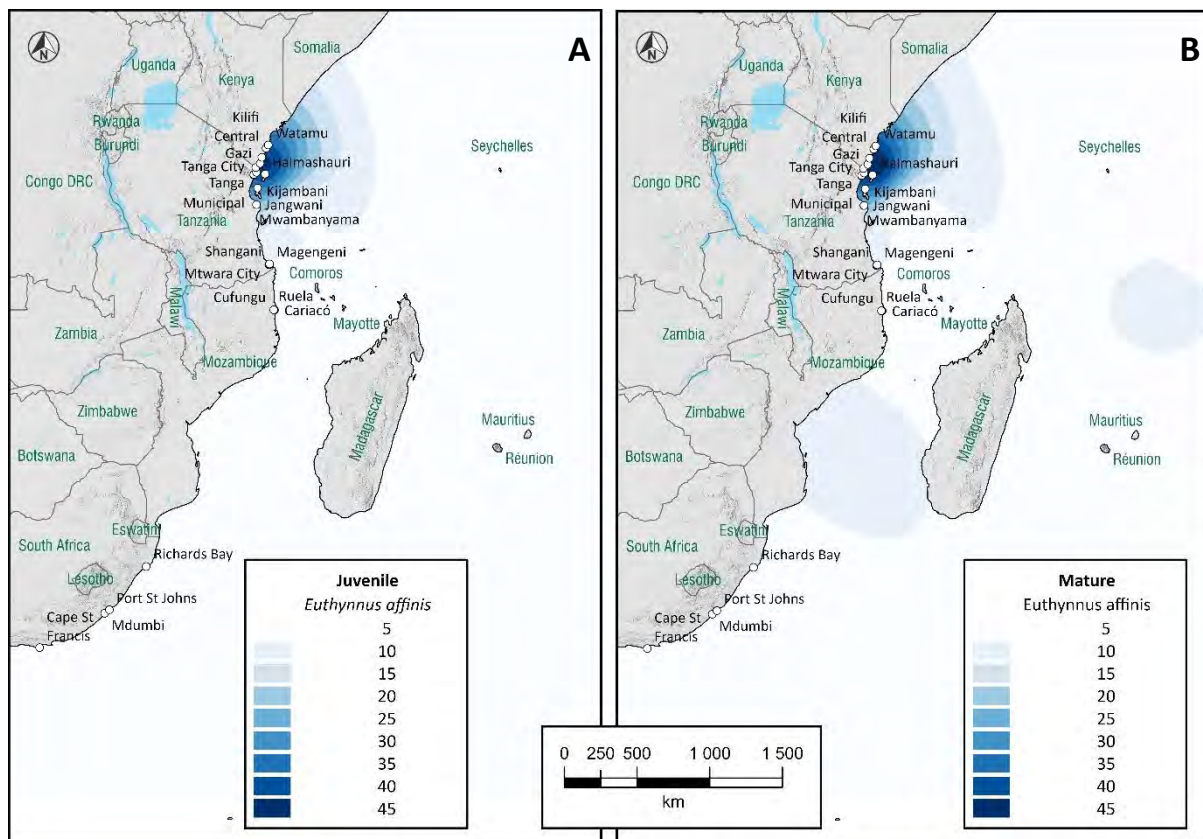 A
N
Somalia
Uganda
Kenya
Rwanda
Burundi
Kilifi
Central
Watamu
Gazi
Halmashauri
Tanga City
Seychelles
Congo DRC
Tanga
Kijambani
Municipal
Jangwani
Tanzania
Mwambanyama
Shangani
Magengeni
Mtwara City
Comoros
Malawi
Cufungu
Ruela
Cariacó
Zambia
Mayotte
Mozambique
Zimbabwe
Mauritius
Botswana
Madagascar
Réunion
Eswatini
South Africa
Richards Bay
Lesotho
Port St Johns
Cape St
Francis
Mdumbi
Juvenile
Euthynnus affinis
5
10
15
20
25
30
35
40
45
B
N
Somalia
Uganda
Kenya
Rwanda
Burundi
Kilifi
Central
Watamu
Gazi
Halmashauri
Tanga City
Seychelles
Congo DRC
Tanga
Kijambani
Municipal
Jangwani
Tanzania
Mwambanyama
Shangani
Magengeni
Mtwara City
Comoros
Malawi
Cufungu
Ruela
Cariacó
Zambia
Mayotte
Mozambique
Zimbabwe
Mauritius
Botswana
Madagascar
Réunion
Eswatini
South Africa
Richards Bay
Lesotho
Port St Johns
Cape St
Francis
Mdumbi
Mature
Euthynnus affinis
5
10
15
20
25
30
35
40
45
0 250 500 1 000 1 500
km